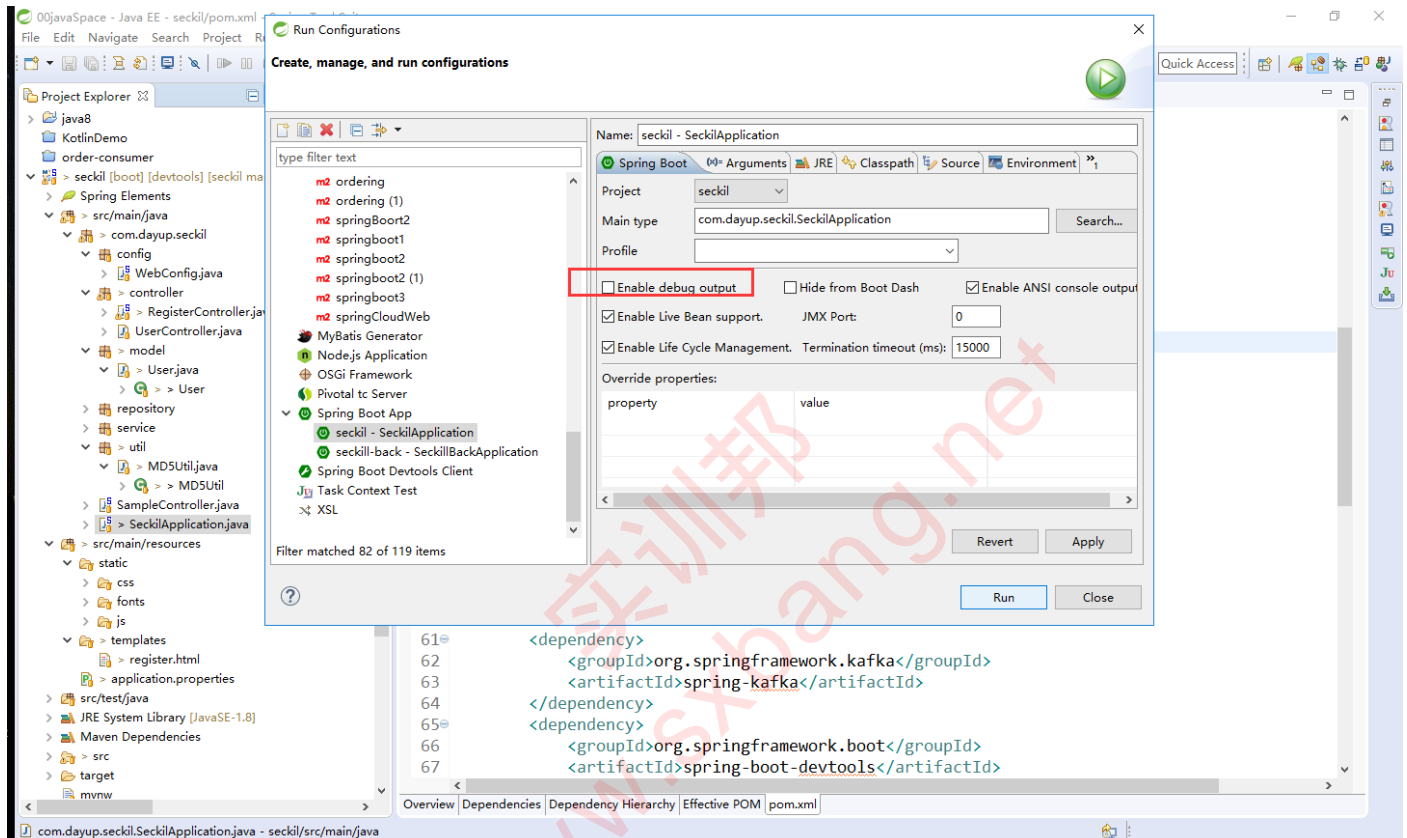 00javaSpace - Java EE - seckil/pom.xml -
File Edit Navigate Search Project
Quick Access
Project Explorer
java8
KotlinDemo
order-consumer
> seckil [boot] [devtools] [seckil ma
Spring Elements
> src/main/java
> com.dayup.seckil
config
WebConfig.java
> controller
> RegisterController.jav
UserController.java
> model
> User.java
> > User
repository
service
> util
> MD5Util.java
> > MD5Util
SampleController.java
> SeckilApplication.java
> src/main/resources
static
css
fonts
js
> templates
> register.html
> application.properties
src/test/java
JRE System Library [JavaSE-1.8]
Maven Dependencies
> src
target
mvnw
Run Configurations
Create, manage, and run configurations
type filter text
m2 ordering
m2 ordering (1)
m2 springBoort2
m2 springboot1
m2 springboot2
m2 springboot2 (1)
m2 springboot3
m2 springCloudWeb
MyBatis Generator
Node.js Application
OSGi Framework
Pivotal tc Server
Spring Boot App
seckil - SeckilApplication
seckill-back - SeckillBackApplication
Spring Boot Devtools Client
Task Context Test
XSL
Filter matched 82 of 119 items
Name: seckil - SeckilApplication
Spring Boot (x)= Arguments JRE Classpath Source Environment »1
Project seckil
Main type com.dayup.seckil.SeckilApplication Search...
Profile
Enable debug output Hide from Boot Dash Enable ANSI console output
Enable Live Bean support. JMX Port: 0
Enable Life Cycle Management. Termination timeout (ms): 15000
Override properties:
property value
Revert Apply
Run Close
61 <dependency>
62 <groupId>org.springframework.kafka</groupId>
63 <artifactId>spring-kafka</artifactId>
64 </dependency>
65 <dependency>
66 <groupId>org.springframework.boot</groupId>
67 <artifactId>spring-boot-devtools</artifactId>
Overview Dependencies Dependency Hierarchy Effective POM pom.xml
com.dayup.seckil.SeckilApplication.java - seckil/src/main/java
实训邦
www.sxbang.net